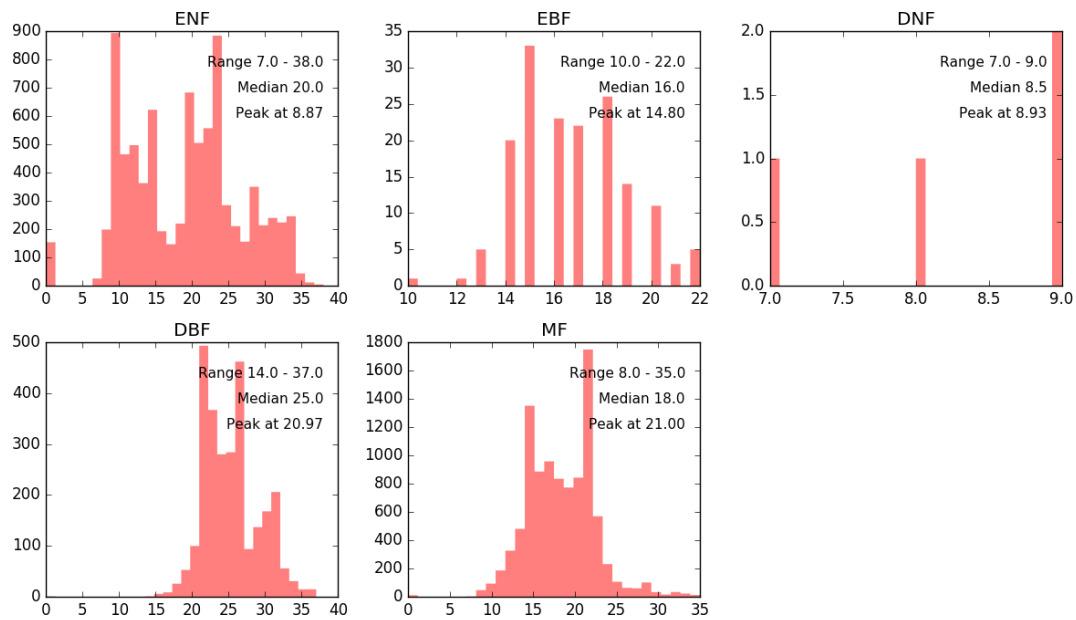 ENF
900
800
700
600
500
400
300
200
100
0
Range 7.0 - 38.0
Median 20.0
Peak at 8.87
0 5 10 15 20 25 30 35 40
EBF
35
30
25
20
15
10
5
0
Range 10.0 - 22.0
Median 16.0
Peak at 14.80
10 12 14 16 18 20 22
DNF
2.0
1.5
1.0
0.5
0.0
Range 7.0 - 9.0
Median 8.5
Peak at 8.93
7.0 7.5 8.0 8.5 9.0
DBF
500
400
300
200
100
0
Range 14.0 - 37.0
Median 25.0
Peak at 20.97
0 5 10 15 20 25 30 35 40
MF
1800
1600
1400
1200
1000
800
600
400
200
0
Range 8.0 - 35.0
Median 18.0
Peak at 21.00
0 5 10 15 20 25 30 35